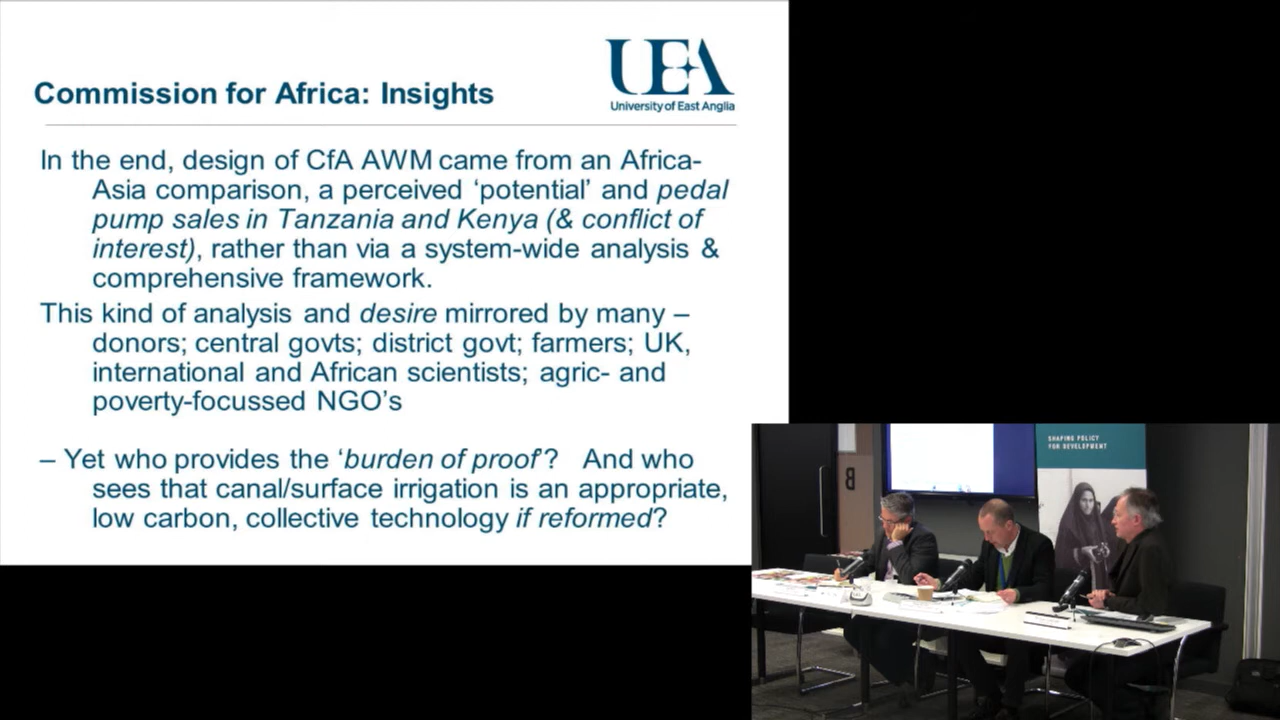 UEA
University of East Anglia
Commission for Africa: Insights
In the end, design of CfA AWM came from an Africa-
Asia comparison, a perceived ‘potential’ and pedal
pump sales in Tanzania and Kenya (& conflict of
interest), rather than via a system-wide analysis &
comprehensive framework.
This kind of analysis and desire mirrored by many –
donors; central govts; district govt; farmers; UK,
international and African scientists; agric- and
poverty-focussed NGO’s
– Yet who provides the ‘burden of proof’? And who
sees that canal/surface irrigation is an appropriate,
low carbon, collective technology if reformed?
SHAPING POLICY
FOR DEVELOPMENT
B